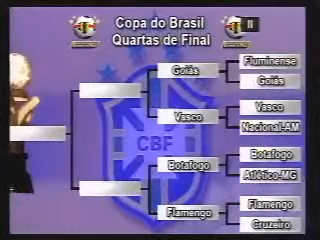 Copa do Brasil
Quartas de Final
Fluminense
Goiás
Goiás
Vasco
Vasco
Nacional-AM
CBF
Botafogo
Botafogo
Atlético-MG
Flamengo
Flamengo
Cruzeiro